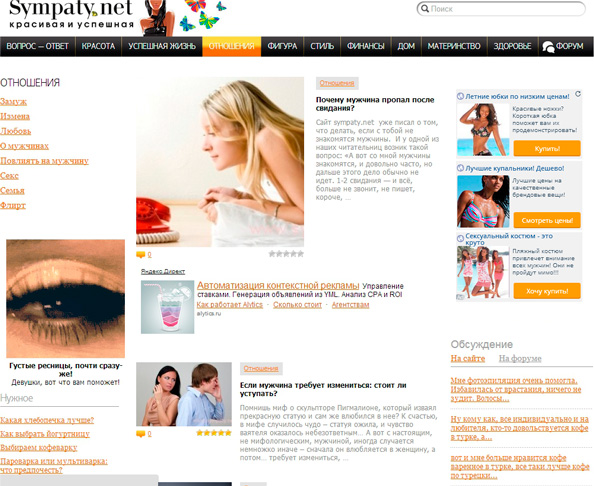 Sympaty.net
красивая и успешная
Поиск
ВОПРОС — ОТВЕТ
КРАСОТА
УСПЕШНАЯ ЖИЗНЬ
ОТНОШЕНИЯ
ФИГУРА
СТИЛЬ
ФИНАНСЫ
ДОМ
МАТЕРИНСТВО
ЗДОРОВЬЕ
ФОРУМ
ОТНОШЕНИЯ
Замуж
Измена
Любовь
О мужчинах
Повлиять на мужчину
Секс
Семья
Флирт
Густые ресницы, почти сразу-
же!
Девушки, вот что вам поможет!
Нужное
Какая хлебопечка лучше?
Как выбрать йогуртницу
Выбираем кофеварку
Пароварка или мультиварка:
что предпочесть?
0
Отношения
Почему мужчина пропал после
свидания?
Сайт sympaty.net уже писал о том,
что делать, если с тобой не
знакомятся мужчины. И у одной из
наших читательниц возник такой
вопрос: «А вот со мной мужчины
знакомятся, и довольно часто, но
дальше этого дело обычно не
идет. 1-2 свидания — и всё,
больше не звонит, не пишет,
короче, ...
Яндекс.Директ
Автоматизация контекстной рекламы Управление
ставками. Генерация объявлений из YML. Анализ CPA и ROI
Как работает Alytics · Сколько стоит · Агентствам
alytics.ru
0
Отношения
Если мужчина требует измениться: стоит ли
уступать?
Помнишь миф о скульпторе Пигмалионе, который изваял
прекрасную статую и сам же влюбился в нее? К счастью,
в мифе случилось чудо – статуя ожила, и чувство
ваятеля оказалось небезответным... А вот с настоящим,
не мифологическим, мужчиной, иногда случается
немножко иначе – сначала он влюбляется в женщину, а
потом... требует измениться, ...
Летние юбки по низким ценам!
Красивые ножки?
Короткая юбка
поможет вам их
продемонстрировать!
Купить!
Лучшие купальники! Дешево!
Лучшие цены на
качественные
брендовые вещи!
Смотреть цены!
Сексуальный костюм - это
круто
Пляжный костюм
привлечет внимание
всех мужчин! Они не
пройдут мимо!!!
Хочу купить!
Обсуждение
На сайте
На форуме
Мне фотоэпиляция очень помогла.
Избавилась от врастания, ничего не
зудит. Волосы...
Ну кому как, все индивидуально и на
любителя, кто-то довольствуется кофе
в турке, а...
вот и мне больше нравится кофе
варенное в турке, все таки лучше кофе
по турецки...